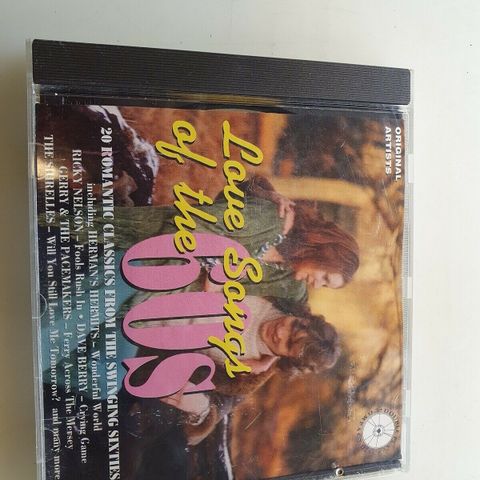 ORIGINAL
ARTISTS
Love Songs
of the
60s
20 ROMANTIC CLASSICS FROM THE SWINGING SIXTIES
including HERMAN'S HERMITS – Wonderful World
RICKY NELSON – Fools Rush In • DAVE BERRY – Crying Game
GERRY & THE PACEMAKERS – Ferry Across The Mersey
THE SHIRELLES – Will You Still Love Me Tomorrow? and many more